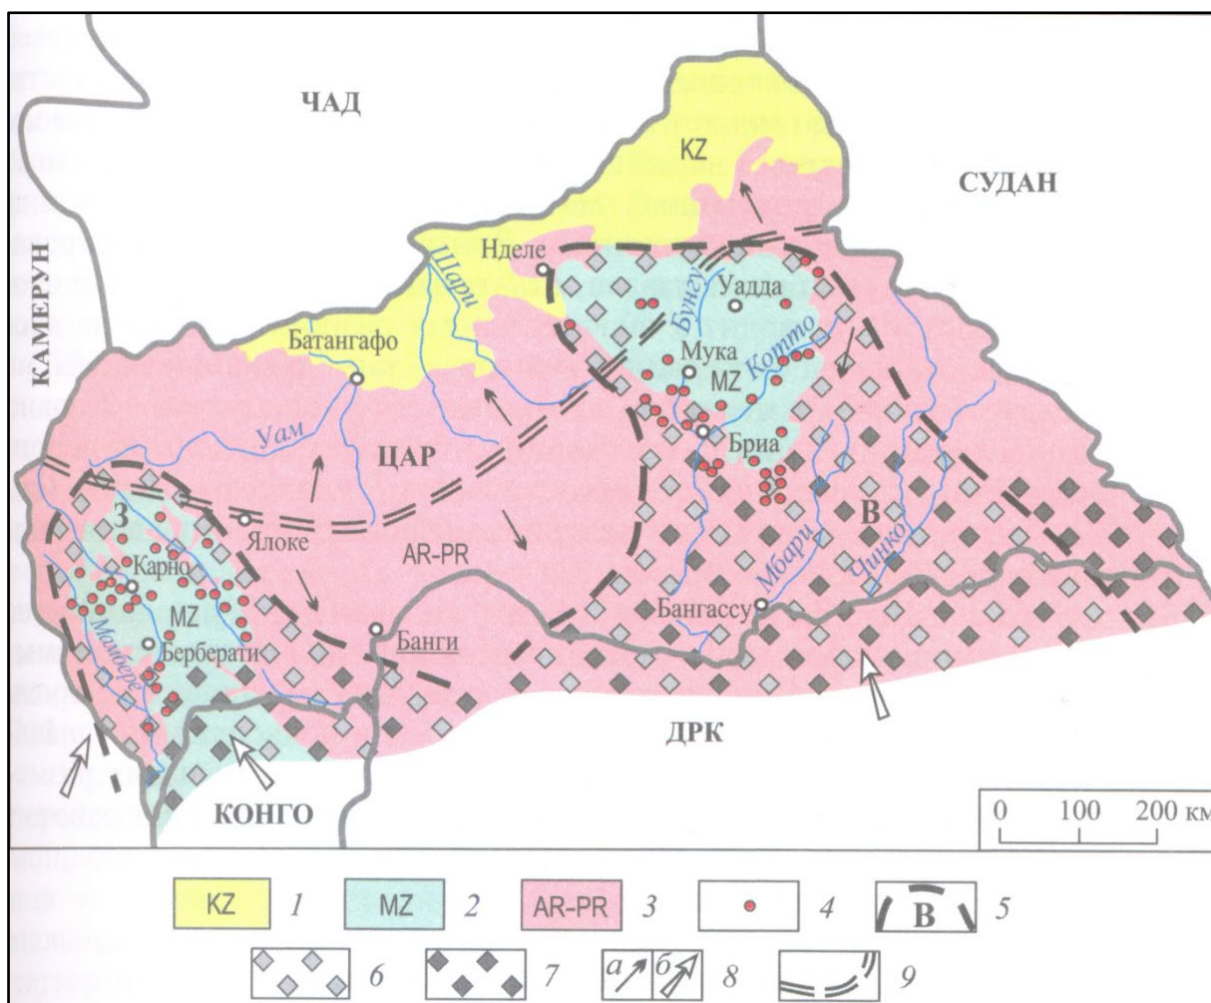 ЧАД
KZ
СУДАН
КАМЕРУН
Нделе
Шари
Уадда
Бунгу
Батангафо
Мука
Котто
MZ
Уам
ЦАР
Бриа
З
В
Ялоке
AR–PR
Карно
Мбари
Чинко
MZ
Бангассу
Банги
Берберати
Мамбере
ДРК
КОНГО
0 100 200 км
KZ 1 MZ 2 AR–PR 3 4 В 5
6 7 а б 8 9